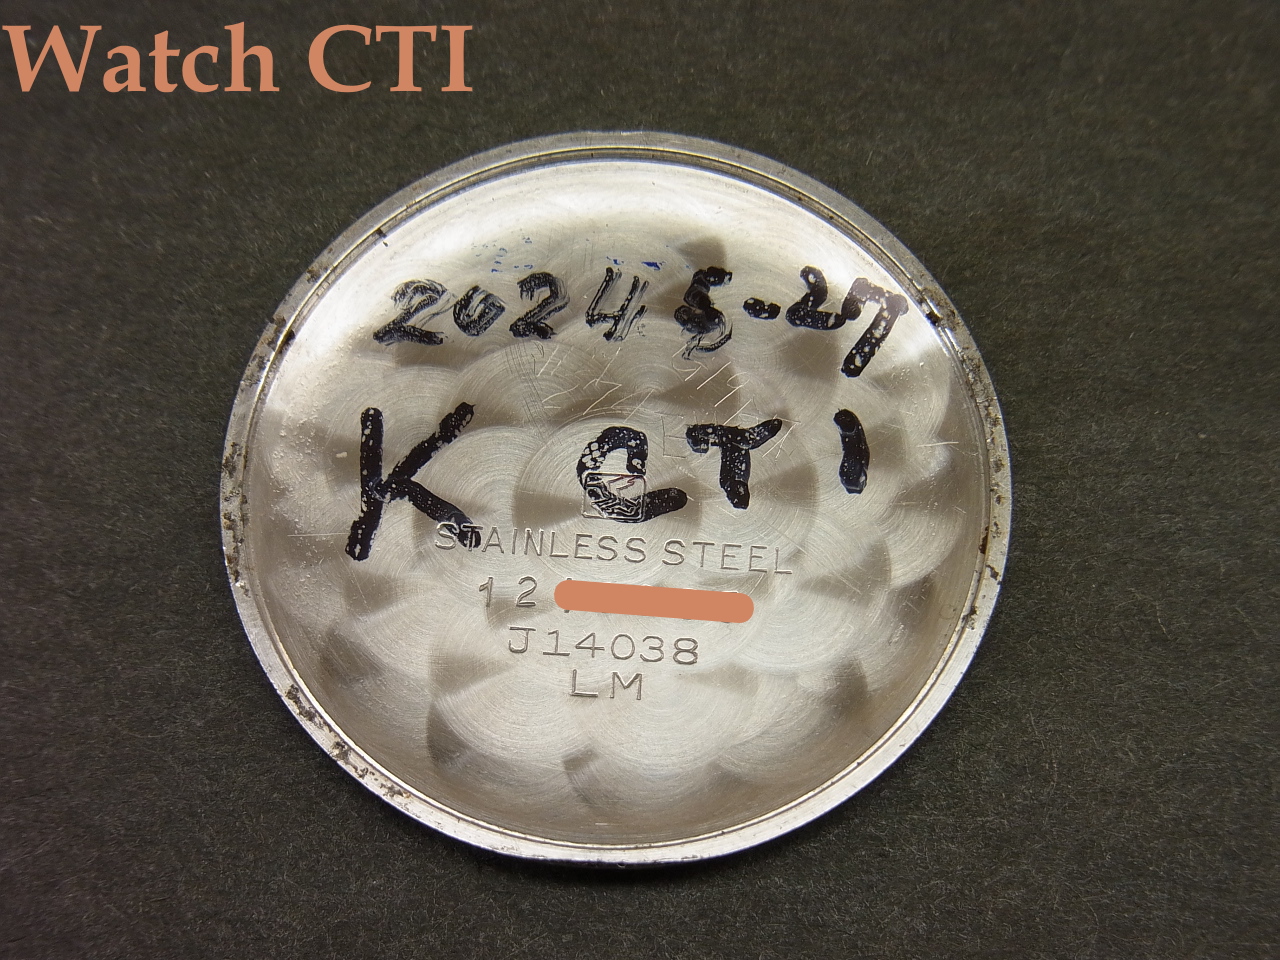 Watch CTI
2024 5-27
K CTI
STAINLESS STEEL
12
J14038
LM